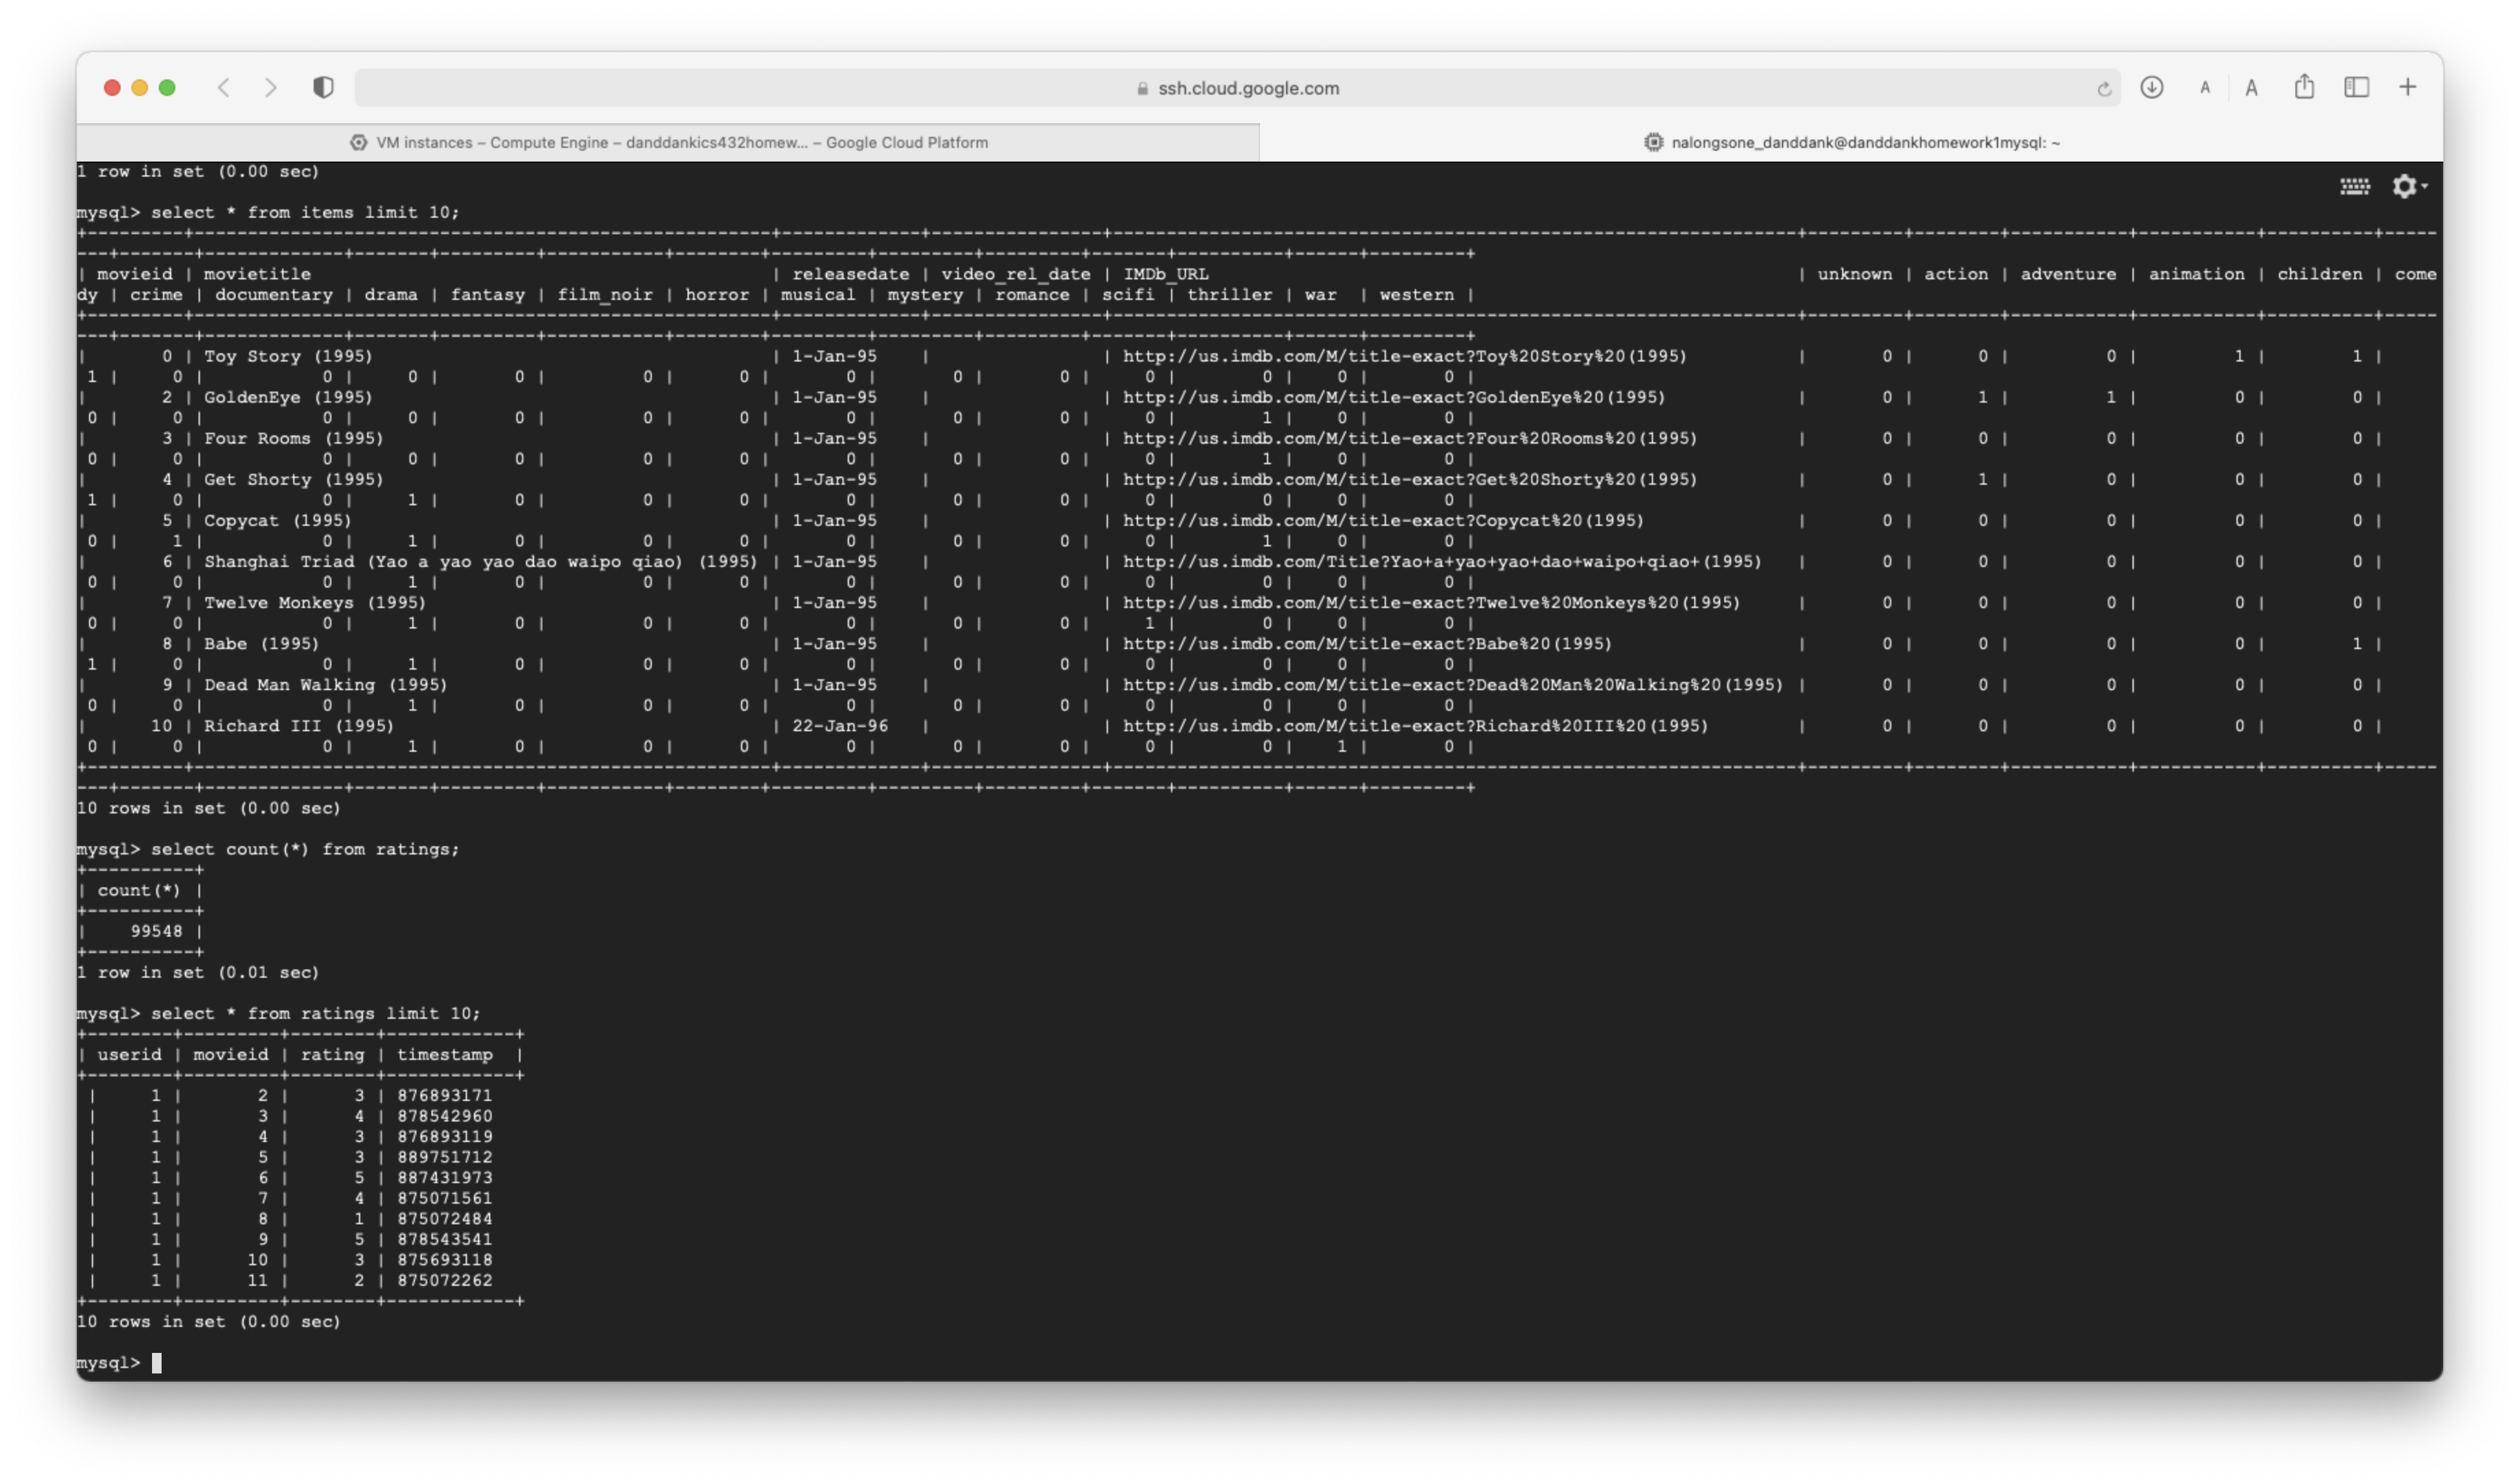 ssh.cloud.google.com
A A
VM instances – Compute Engine – danddankics432homew... – Google Cloud Platform
nalongsone_danddank@danddankhomework1mysql: ~
1 row in set (0.00 sec)
mysql> select * from items limit 10;
| movieid | movietitle | releasedate | video_rel_date | IMDb_URL | unknown | action | adventure | animation | children | come
dy | crime | documentary | drama | fantasy | film_noir | horror | musical | mystery | romance | scifi | thriller | war | western |
| 0 | Toy Story (1995) | 1-Jan-95 | | http://us.imdb.com/M/title-exact?Toy%20Story%20(1995) | 0 | 0 | 0 | 1 | 1 |
1 | 0 | 0 | 0 | 0 | 0 | 0 | 0 | 0 | 0 | 0 | 0 | 0 | 0 |
| 2 | GoldenEye (1995) | 1-Jan-95 | | http://us.imdb.com/M/title-exact?GoldenEye%20(1995) | 0 | 1 | 1 | 0 | 0 |
0 | 0 | 0 | 0 | 0 | 0 | 0 | 0 | 0 | 0 | 0 | 1 | 0 | 0 |
| 3 | Four Rooms (1995) | 1-Jan-95 | | http://us.imdb.com/M/title-exact?Four%20Rooms%20(1995) | 0 | 0 | 0 | 0 | 0 |
0 | 0 | 0 | 0 | 0 | 0 | 0 | 0 | 0 | 0 | 0 | 1 | 0 | 0 |
| 4 | Get Shorty (1995) | 1-Jan-95 | | http://us.imdb.com/M/title-exact?Get%20Shorty%20(1995) | 0 | 1 | 0 | 0 | 0 |
1 | 0 | 0 | 1 | 0 | 0 | 0 | 0 | 0 | 0 | 0 | 0 | 0 | 0 |
| 5 | Copycat (1995) | 1-Jan-95 | | http://us.imdb.com/M/title-exact?Copycat%20(1995) | 0 | 0 | 0 | 0 | 0 |
0 | 1 | 0 | 1 | 0 | 0 | 0 | 0 | 0 | 0 | 0 | 1 | 0 | 0 |
| 6 | Shanghai Triad (Yao a yao yao dao waipo qiao) (1995) | 1-Jan-95 | | http://us.imdb.com/Title?Yao+a+yao+yao+dao+waipo+qiao+(1995) | 0 | 0 | 0 | 0 | 0 |
0 | 0 | 0 | 1 | 0 | 0 | 0 | 0 | 0 | 0 | 0 | 0 | 0 | 0 |
| 7 | Twelve Monkeys (1995) | 1-Jan-95 | | http://us.imdb.com/M/title-exact?Twelve%20Monkeys%20(1995) | 0 | 0 | 0 | 0 | 0 |
0 | 0 | 0 | 1 | 0 | 0 | 0 | 0 | 0 | 0 | 1 | 0 | 0 | 0 |
| 8 | Babe (1995) | 1-Jan-95 | | http://us.imdb.com/M/title-exact?Babe%20(1995) | 0 | 0 | 0 | 0 | 1 |
1 | 0 | 0 | 1 | 0 | 0 | 0 | 0 | 0 | 0 | 0 | 0 | 0 | 0 |
| 9 | Dead Man Walking (1995) | 1-Jan-95 | | http://us.imdb.com/M/title-exact?Dead%20Man%20Walking%20(1995) | 0 | 0 | 0 | 0 | 0 |
0 | 0 | 0 | 1 | 0 | 0 | 0 | 0 | 0 | 0 | 0 | 0 | 0 | 0 |
| 10 | Richard III (1995) | 22-Jan-96 | | http://us.imdb.com/M/title-exact?Richard%20III%20(1995) | 0 | 0 | 0 | 0 | 0 |
0 | 0 | 0 | 1 | 0 | 0 | 0 | 0 | 0 | 0 | 0 | 0 | 1 | 0 |
10 rows in set (0.00 sec)
mysql> select count(*) from ratings;
| count(*) |
| 99548 |
1 row in set (0.01 sec)
mysql> select * from ratings limit 10;
| userid | movieid | rating | timestamp |
| 1 | 2 | 3 | 876893171
| 1 | 3 | 4 | 878542960
| 1 | 4 | 3 | 876893119
| 1 | 5 | 3 | 889751712
| 1 | 6 | 5 | 887431973
| 1 | 7 | 4 | 875071561
| 1 | 8 | 1 | 875072484
| 1 | 9 | 5 | 878543541
| 1 | 10 | 3 | 875693118
| 1 | 11 | 2 | 875072262
10 rows in set (0.00 sec)
mysql>